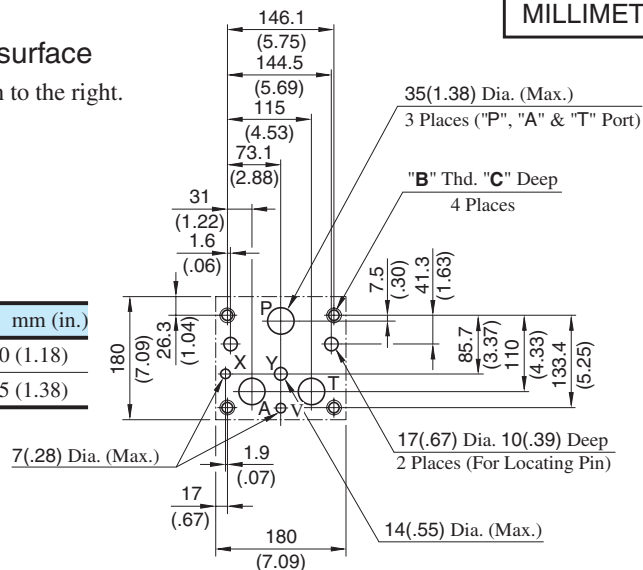 MILLIMET
surface
n to the right.
146.1
(5.75)
144.5
(5.69)
115
(4.53)
73.1
(2.88)
31
(1.22)
1.6
(.06)
35(1.38) Dia. (Max.)
3 Places ("P", "A" & "T" Port)
"B" Thd. "C" Deep
4 Places
7.5
(.30)
41.3
(1.63)
mm (in.)
0 (1.18)
5 (1.38)
180
(7.09)
26.3
(1.04)
P
X
Y
T
A
V
85.7
(3.37)
110
(4.33)
133.4
(5.25)
7(.28) Dia. (Max.)
1.9
(.07)
17
(.67)
17(.67) Dia. 10(.39) Deep
2 Places (For Locating Pin)
14(.55) Dia. (Max.)
180
(7.09)